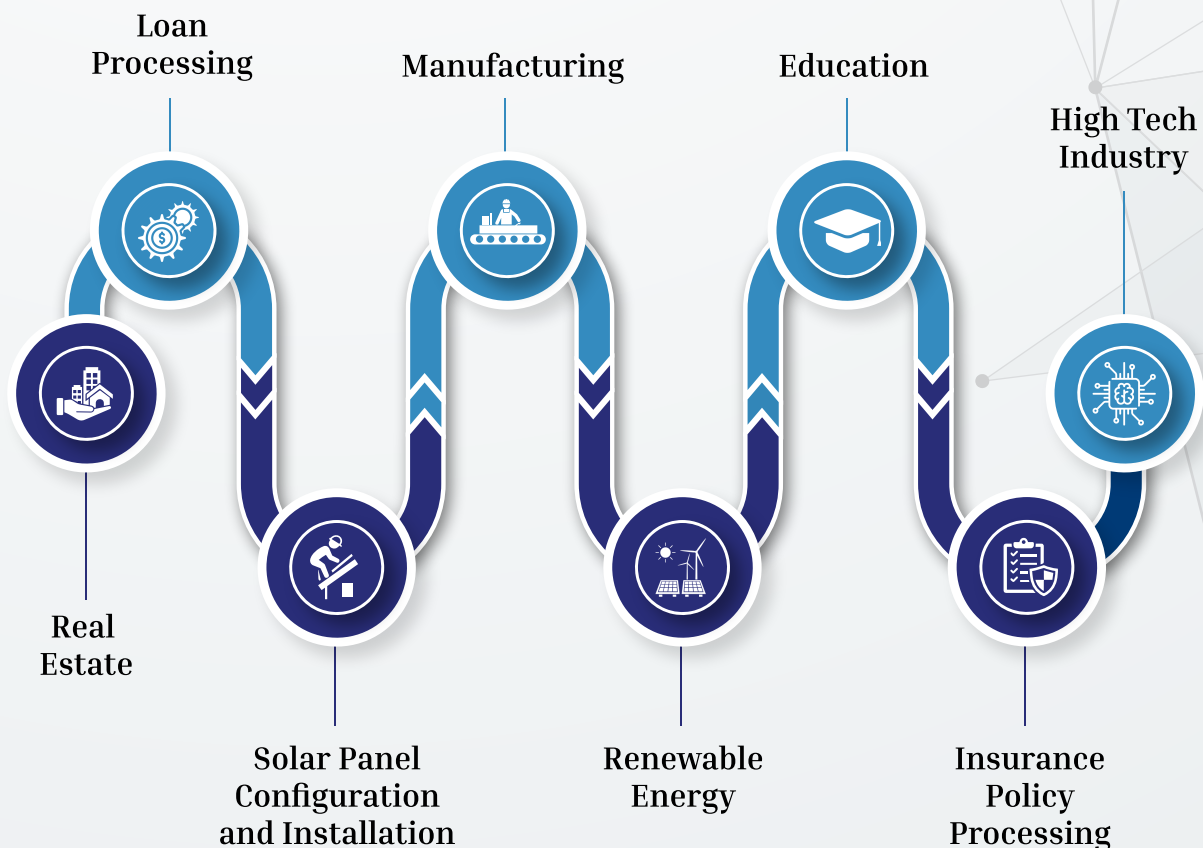 Loan
Processing
Manufacturing
Education
High Tech
Industry
$
Real
Estate
Solar Panel
Configuration
and Installation
Renewable
Energy
Insurance
Policy
Processing